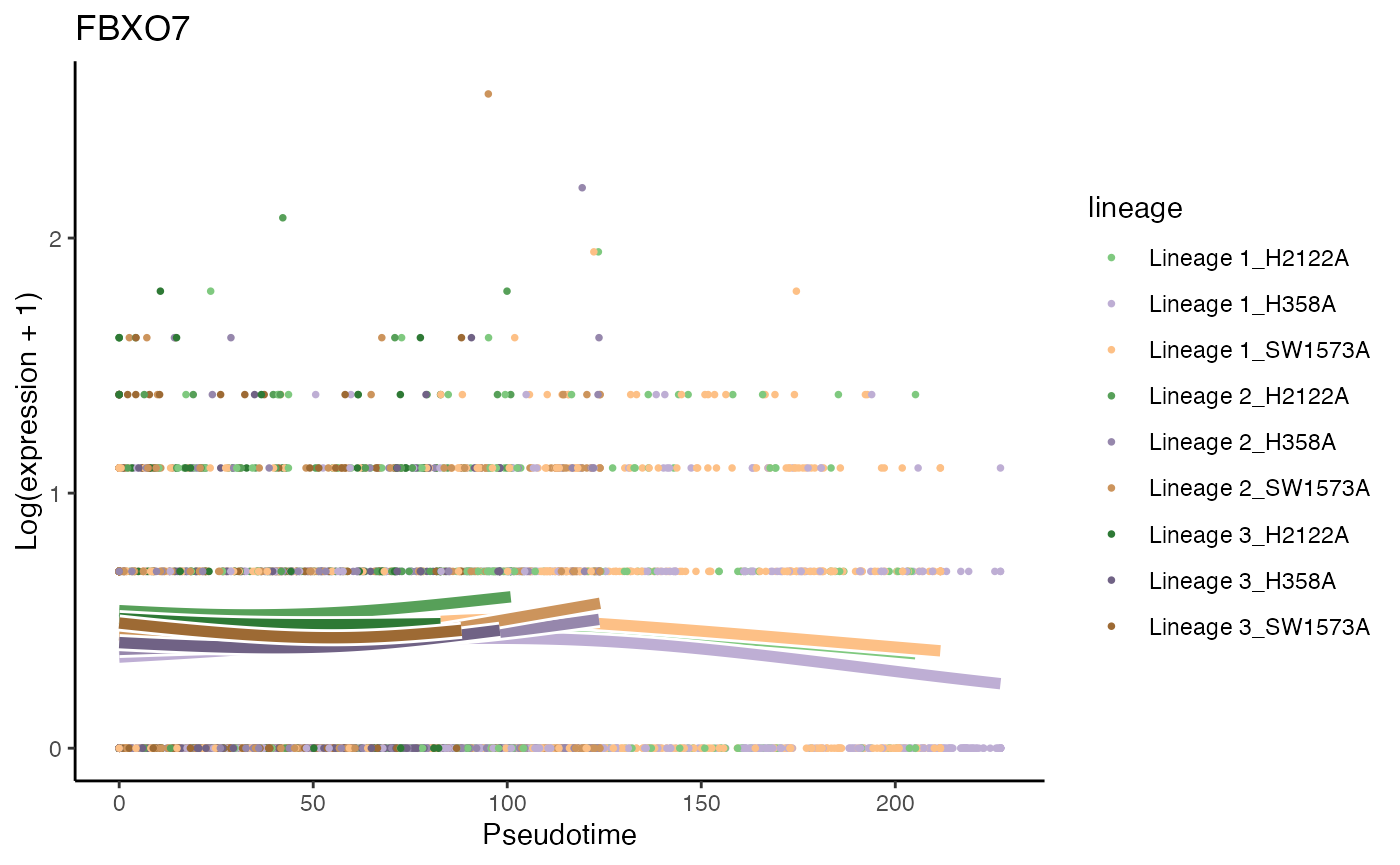 FBXO7
Log(expression + 1)
2
1
0
0
50
100
150
200
Pseudotime
lineage
Lineage 1_H2122A
Lineage 1_H358A
Lineage 1_SW1573A
Lineage 2_H2122A
Lineage 2_H358A
Lineage 2_SW1573A
Lineage 3_H2122A
Lineage 3_H358A
Lineage 3_SW1573A